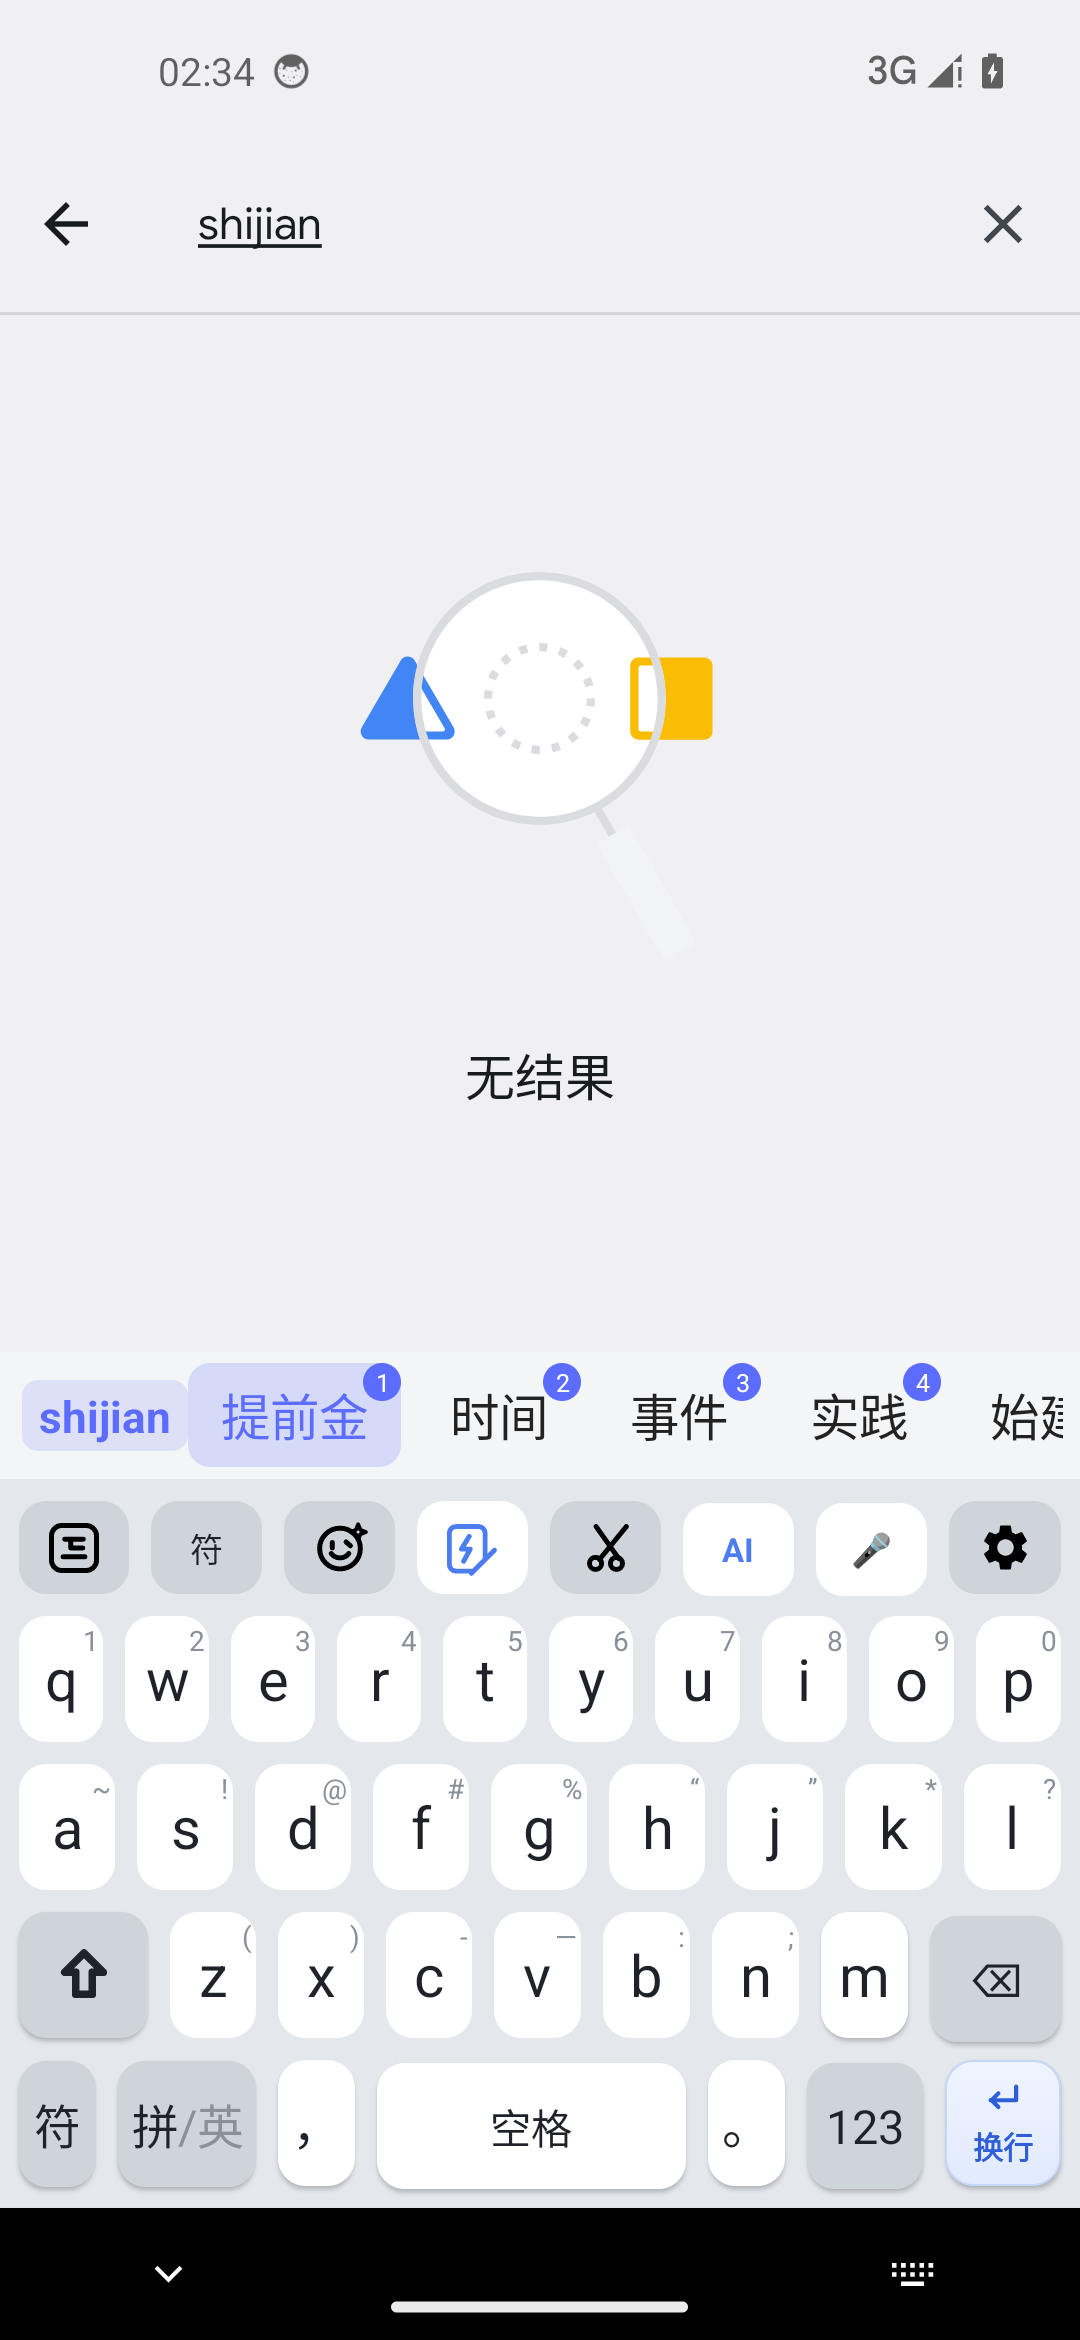 02:34 3G
shijian
无结果
shijian 提前金 1 时间 2 事件 3 实践 4 始建
符 AI
q 1 w 2 e 3 r 4 t 5 y 6 u 7 i 8 o 9 p 0
a ~ s ! d @ f # g % h “ j ” k * l ?
z ( x ) c - v — b : n ; m
符 拼/英 ， 空格 。 123 换行